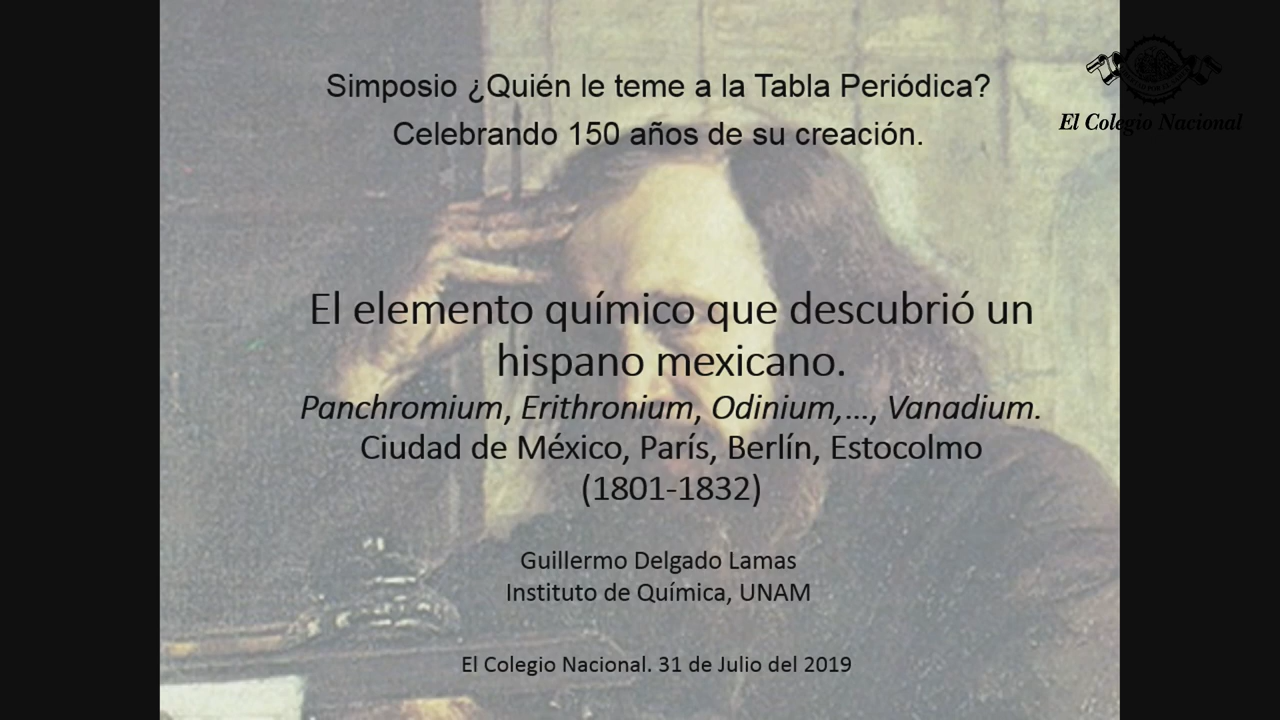 Simposio ¿Quién le teme a la Tabla Periódica?
Celebrando 150 años de su creación.
El Colegio Nacional
El elemento químico que descubrió un
hispano mexicano.
Panchromium, Erithronium, Odinium,..., Vanadium.
Ciudad de México, París, Berlín, Estocolmo
(1801-1832)
Guillermo Delgado Lamas
Instituto de Química, UNAM
El Colegio Nacional. 31 de Julio del 2019